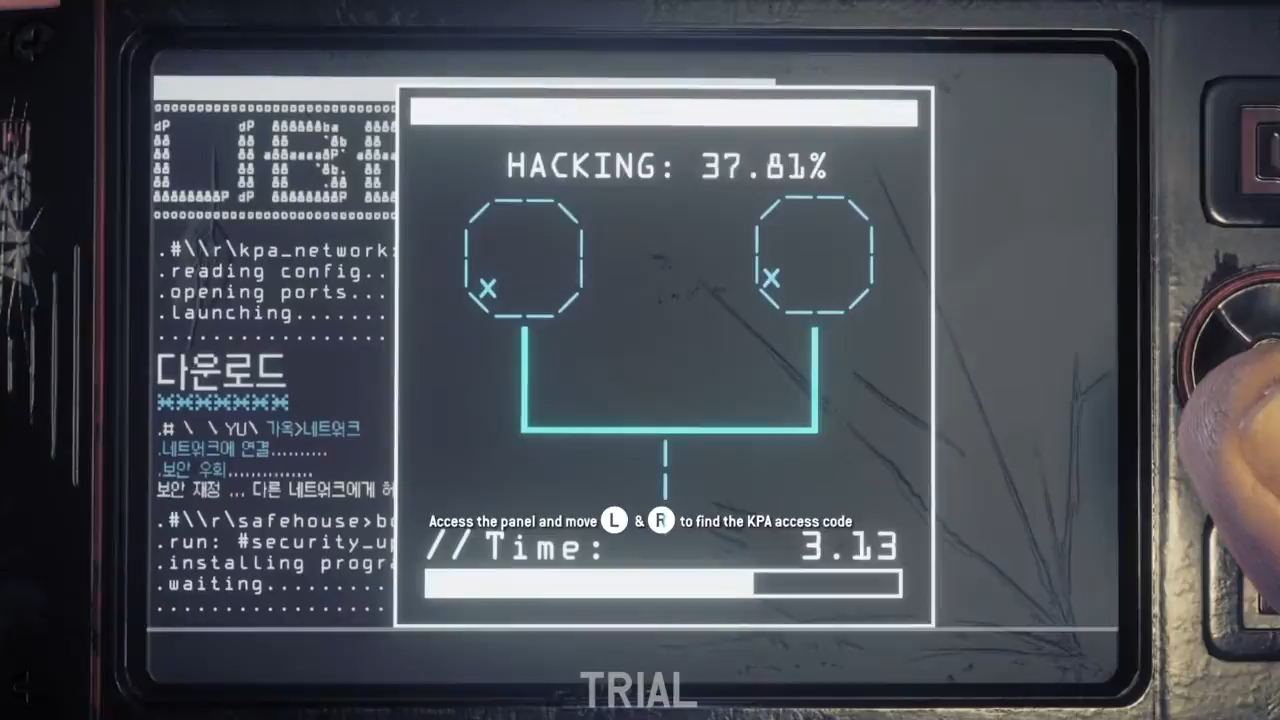 HACKING: 37.81%
.#\\r\kpa_network:
.reading config..
.opening ports...
.launching.......
.................
다운로드
.# \ \ YU\ 가옥>네트워크
.네트워크에 연결..........
.보안 우회...............
보안 재정 ... 다른 네트워크에게 허
.#\\r\safehouse>bo
.run: #security_up
.installing progra
.waiting.........
.................
Access the panel and move L & R to find the KPA access code
//Time: 3.13
TRIAL